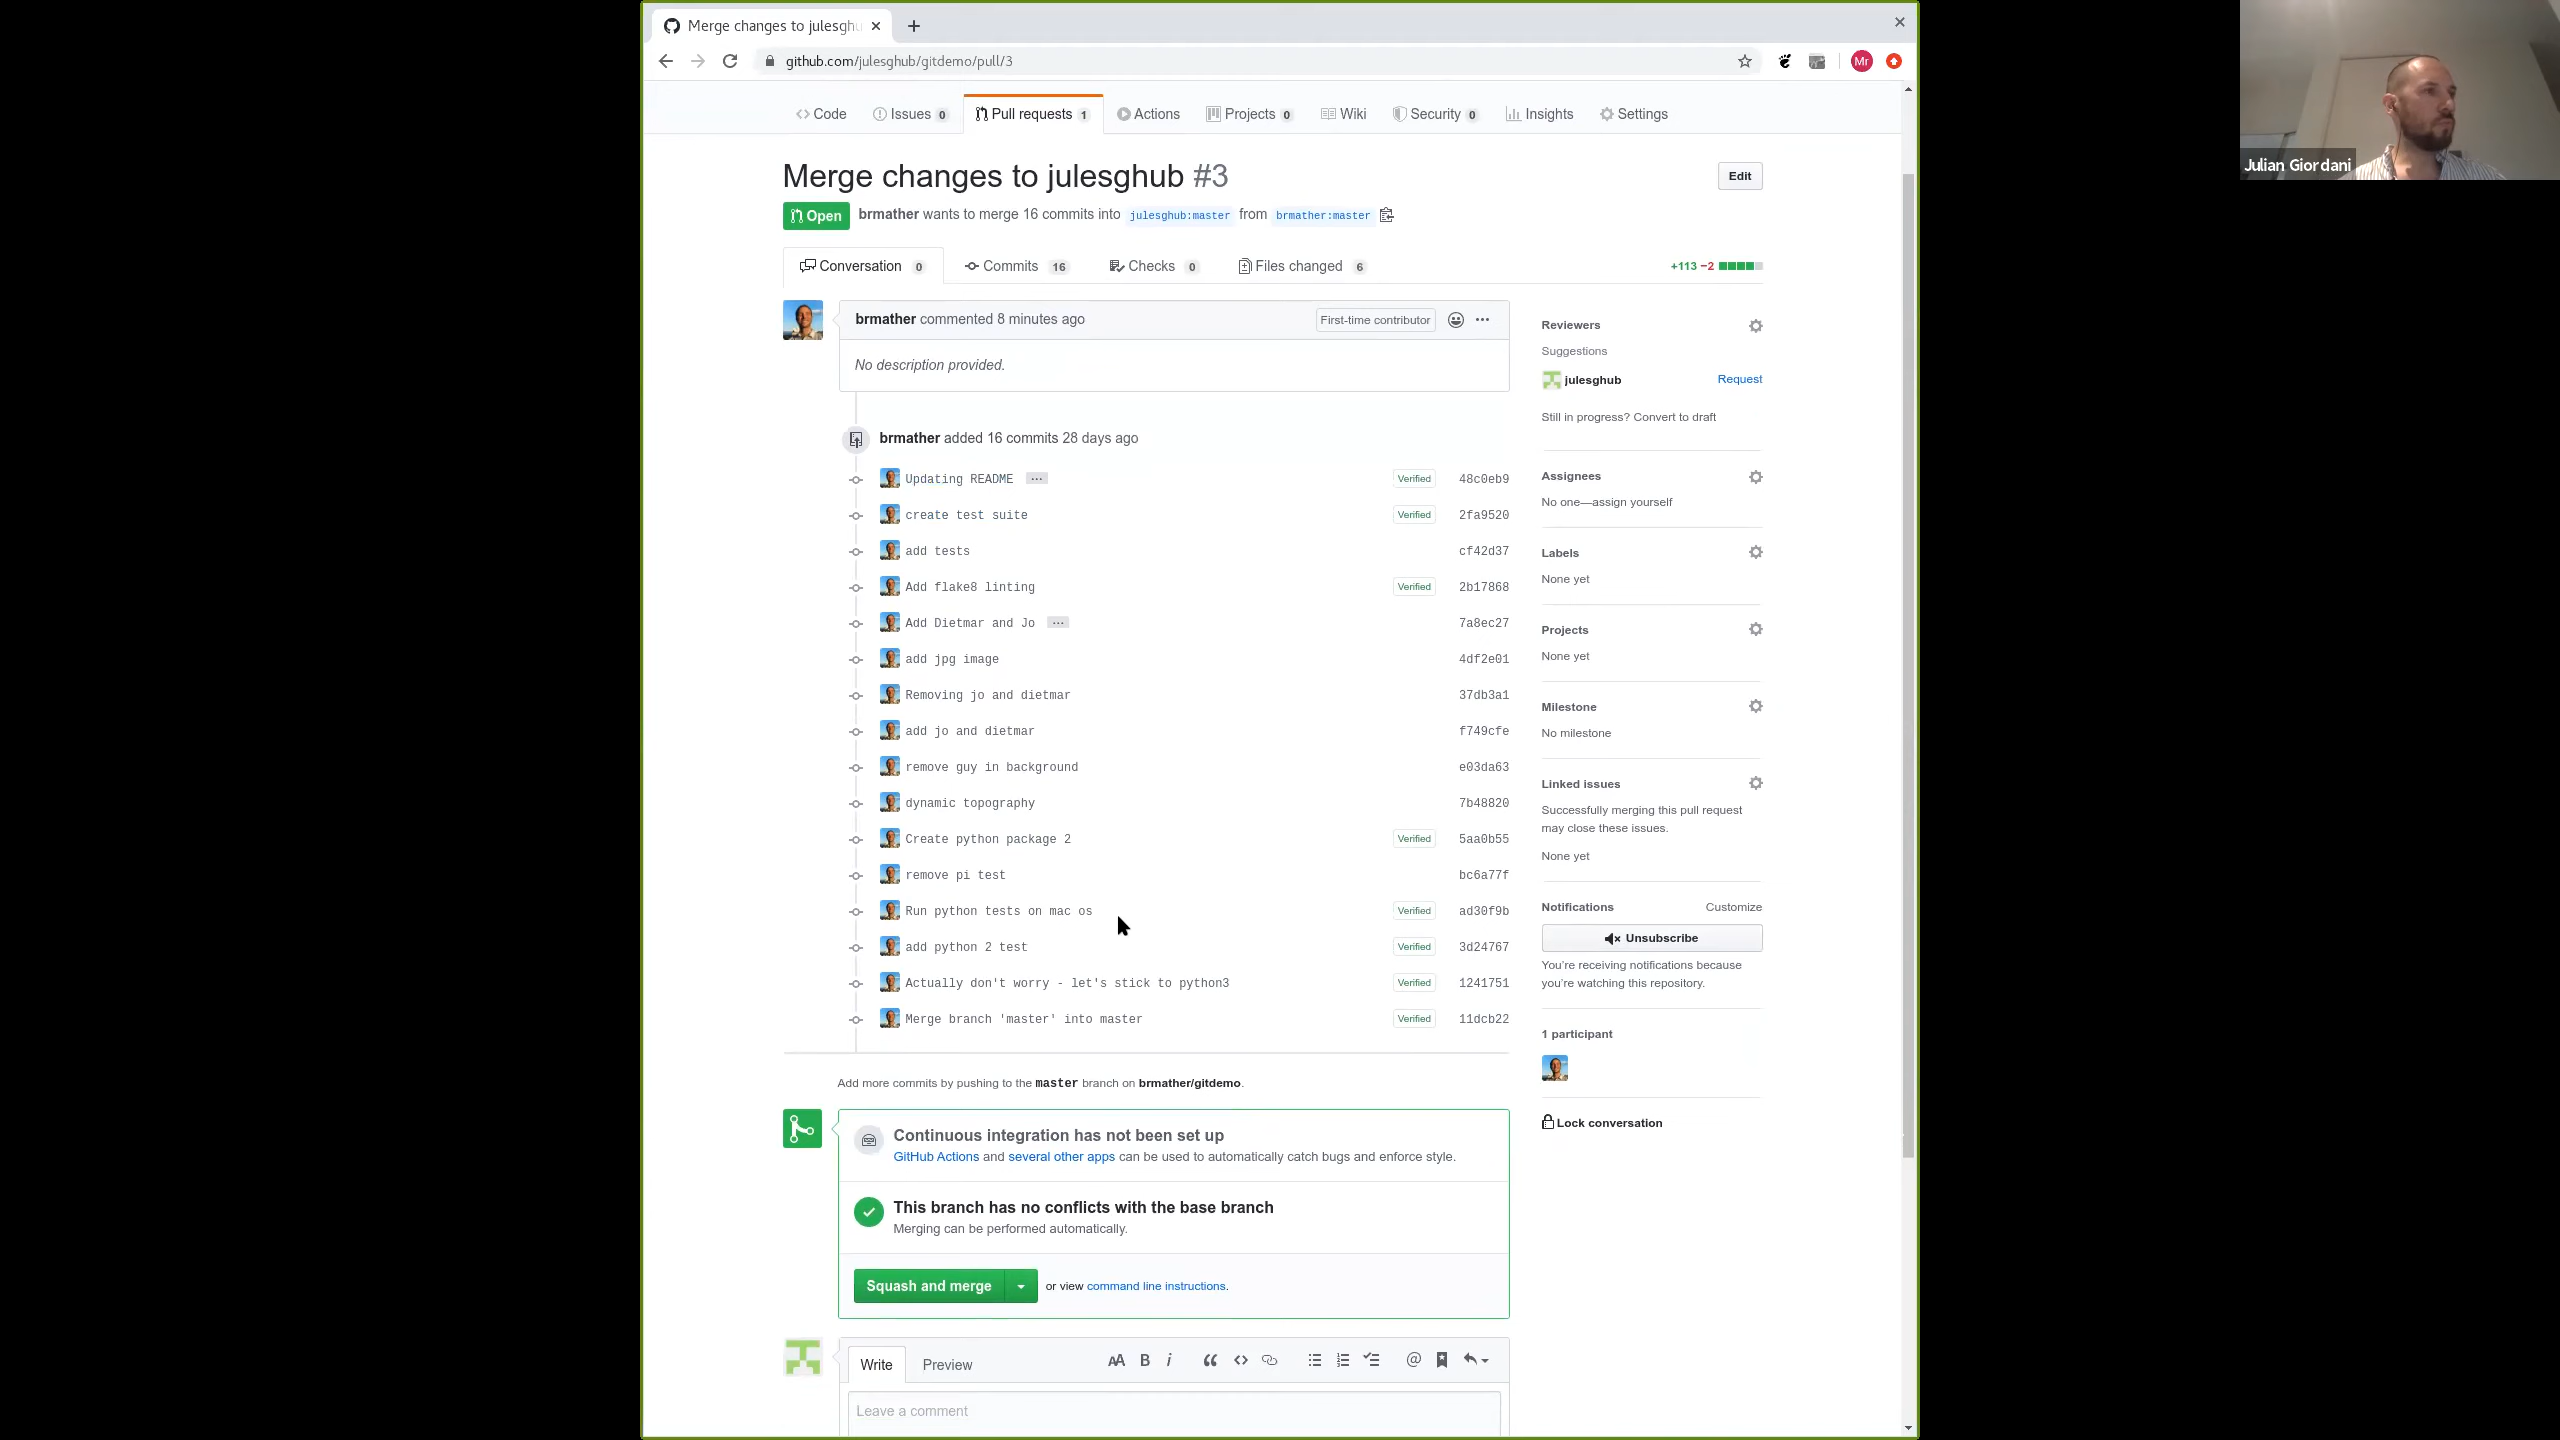 Merge changes to julesghu
github.com/julesghub/gitdemo/pull/3
Mr
Code Issues 0 Pull requests 1 Actions Projects 0 Wiki Security 0 Insights Settings
Merge changes to julesghub #3
Edit
Open brmather wants to merge 16 commits into julesghub:master from brmather:master
Conversation 0 Commits 16 Checks 0 Files changed 6 +113 −2
brmather commented 8 minutes ago First-time contributor
No description provided.
brmather added 16 commits 28 days ago
Updating README ... Verified 48c0eb9
create test suite Verified 2fa9520
add tests cf42d37
Add flake8 linting Verified 2b17868
Add Dietmar and Jo ... 7a8ec27
add jpg image 4df2e01
Removing jo and dietmar 37db3a1
add jo and dietmar f749cfe
remove guy in background e03da63
dynamic topography 7b48820
Create python package 2 Verified 5aa0b55
remove pi test bc6a77f
Run python tests on mac os Verified ad30f9b
add python 2 test Verified 3d24767
Actually don't worry - let's stick to python3 Verified 1241751
Merge branch 'master' into master Verified 11dcb22
Add more commits by pushing to the master branch on brmather/gitdemo.
Continuous integration has not been set up
GitHub Actions and several other apps can be used to automatically catch bugs and enforce style.
This branch has no conflicts with the base branch
Merging can be performed automatically.
Squash and merge or view command line instructions.
Write Preview AA B i
Leave a comment
Reviewers
Suggestions
julesghub Request
Still in progress? Convert to draft
Assignees
No one—assign yourself
Labels
None yet
Projects
None yet
Milestone
No milestone
Linked issues
Successfully merging this pull request
may close these issues.
None yet
Notifications Customize
Unsubscribe
You're receiving notifications because
you're watching this repository.
1 participant
Lock conversation
Julian Giordani